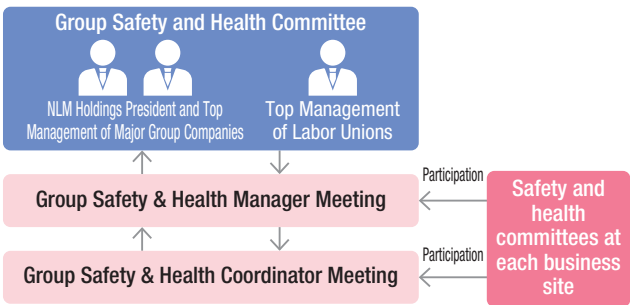 Group Safety and Health Committee
NLM Holdings President and Top
Management of Major Group Companies
Top Management
of Labor Unions
Group Safety & Health Manager Meeting
Group Safety & Health Coordinator Meeting
Participation
Participation
Safety and
health
committees at
each business
site